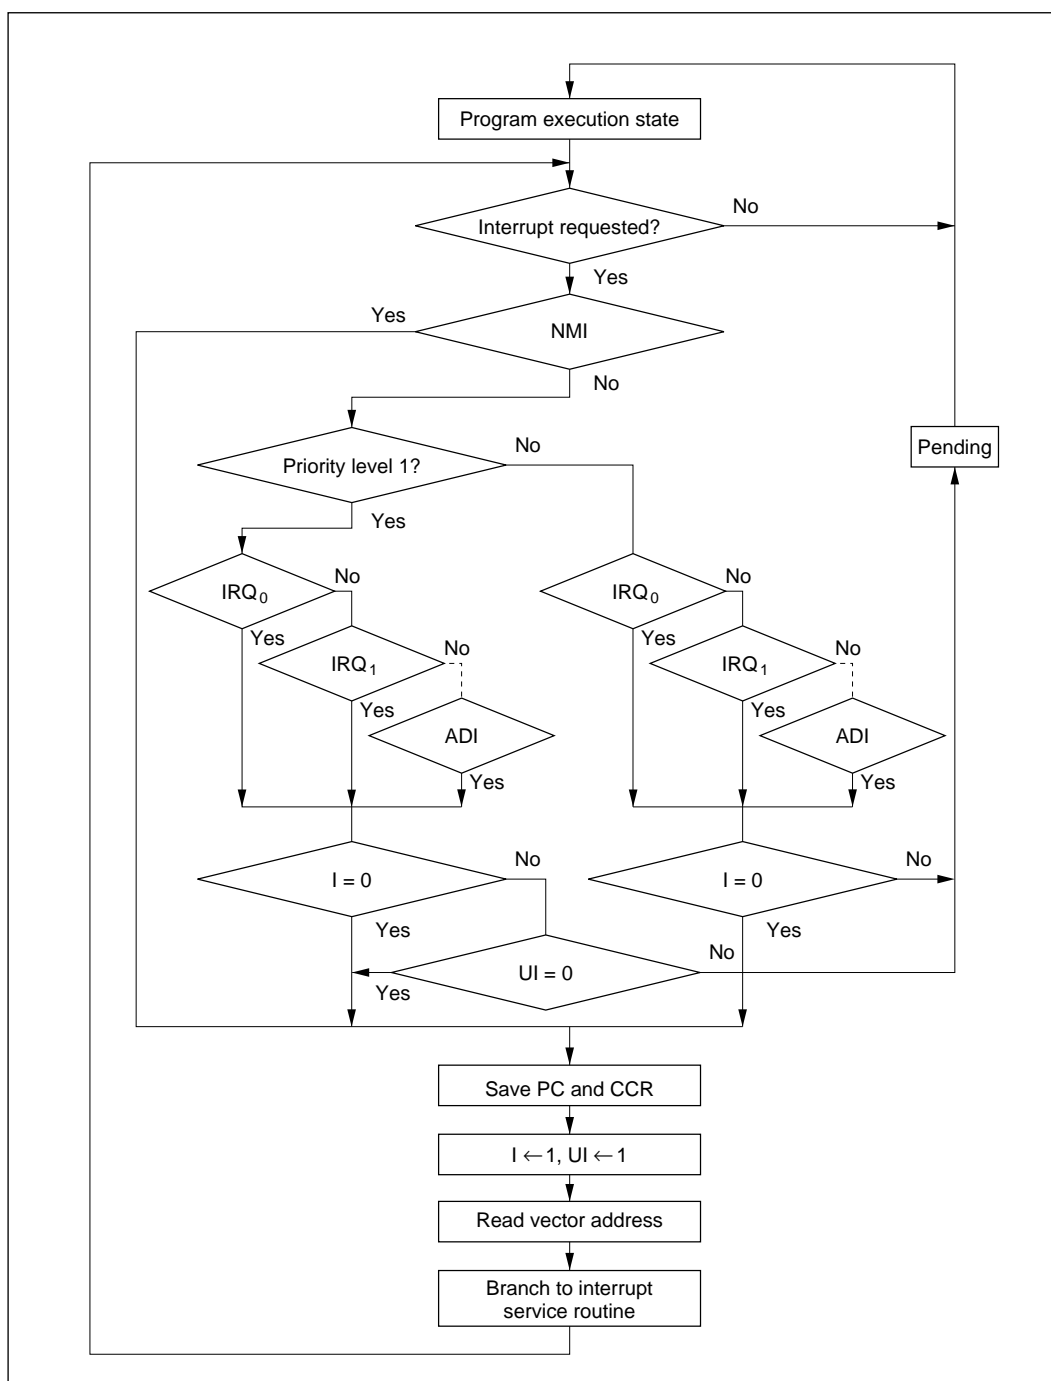 Program execution state
Interrupt requested?
No
Yes
Yes
NMI
No
Pending
Priority level 1?
No
Yes
IRQ0
No
Yes
IRQ1
No
Yes
ADI
Yes
IRQ0
No
Yes
IRQ1
No
Yes
ADI
Yes
I = 0
No
Yes
I = 0
No
Yes
UI = 0
No
Yes
Save PC and CCR
I ← 1, UI ← 1
Read vector address
Branch to interrupt
service routine